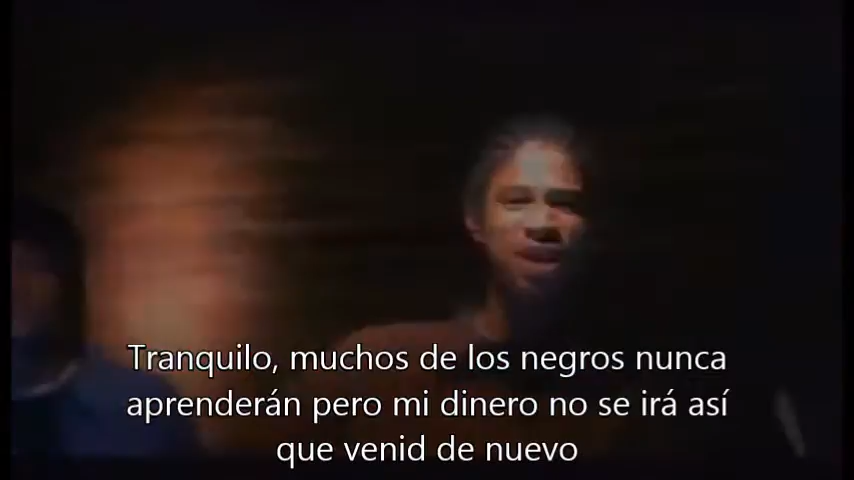 Tranquilo, muchos de los negros nunca
aprenderán pero mi dinero no se irá así
que venid de nuevo